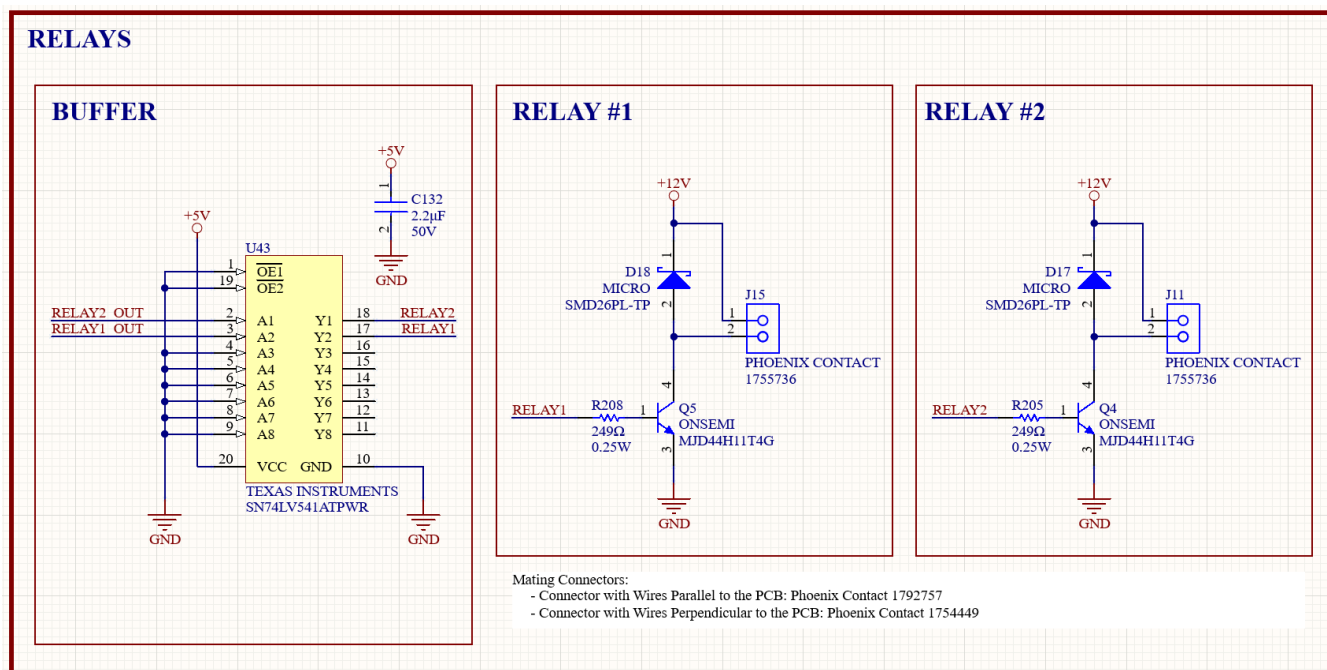 RELAYS
BUFFER
+5V
1
C132
2.2µF
50V
2
GND
+5V
U43
1
OE1
19
OE2
RELAY2_OUT
2
A1
Y1
18
RELAY2
RELAY1_OUT
3
A2
Y2
17
RELAY1
4
A3
Y3
16
5
A4
Y4
15
6
A5
Y5
14
7
A6
Y6
13
8
A7
Y7
12
9
A8
Y8
11
20
VCC
GND
10
TEXAS INSTRUMENTS
SN74LV541ATPWR
GND
GND
RELAY #1
+12V
1
D18
MICRO
SMD26PL-TP
2
J15
1
2
PHOENIX CONTACT
1755736
4
RELAY1
R208
249Ω
0.25W
1
Q5
ONSEMI
MJD44H11T4G
3
GND
RELAY #2
+12V
1
D17
MICRO
SMD26PL-TP
2
J11
1
2
PHOENIX CONTACT
1755736
4
RELAY2
R205
249Ω
0.25W
1
Q4
ONSEMI
MJD44H11T4G
3
GND
Mating Connectors:
- Connector with Wires Parallel to the PCB: Phoenix Contact 1792757
- Connector with Wires Perpendicular to the PCB: Phoenix Contact 1754449